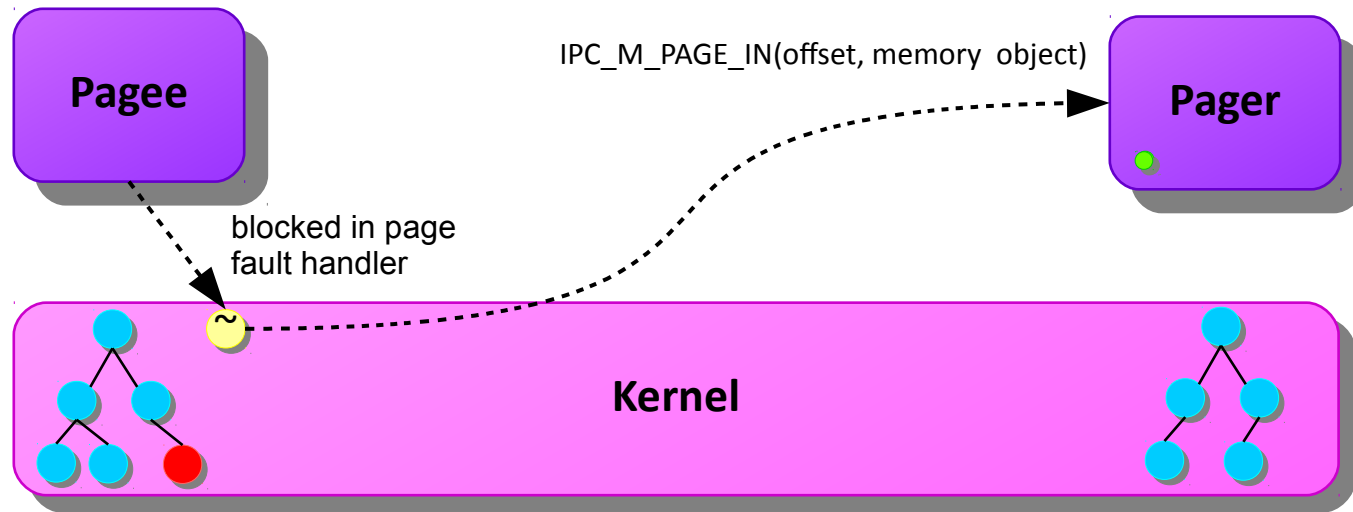 Pagee
IPC_M_PAGE_IN(offset, memory object)
Pager
blocked in page
fault handler
~
Kernel